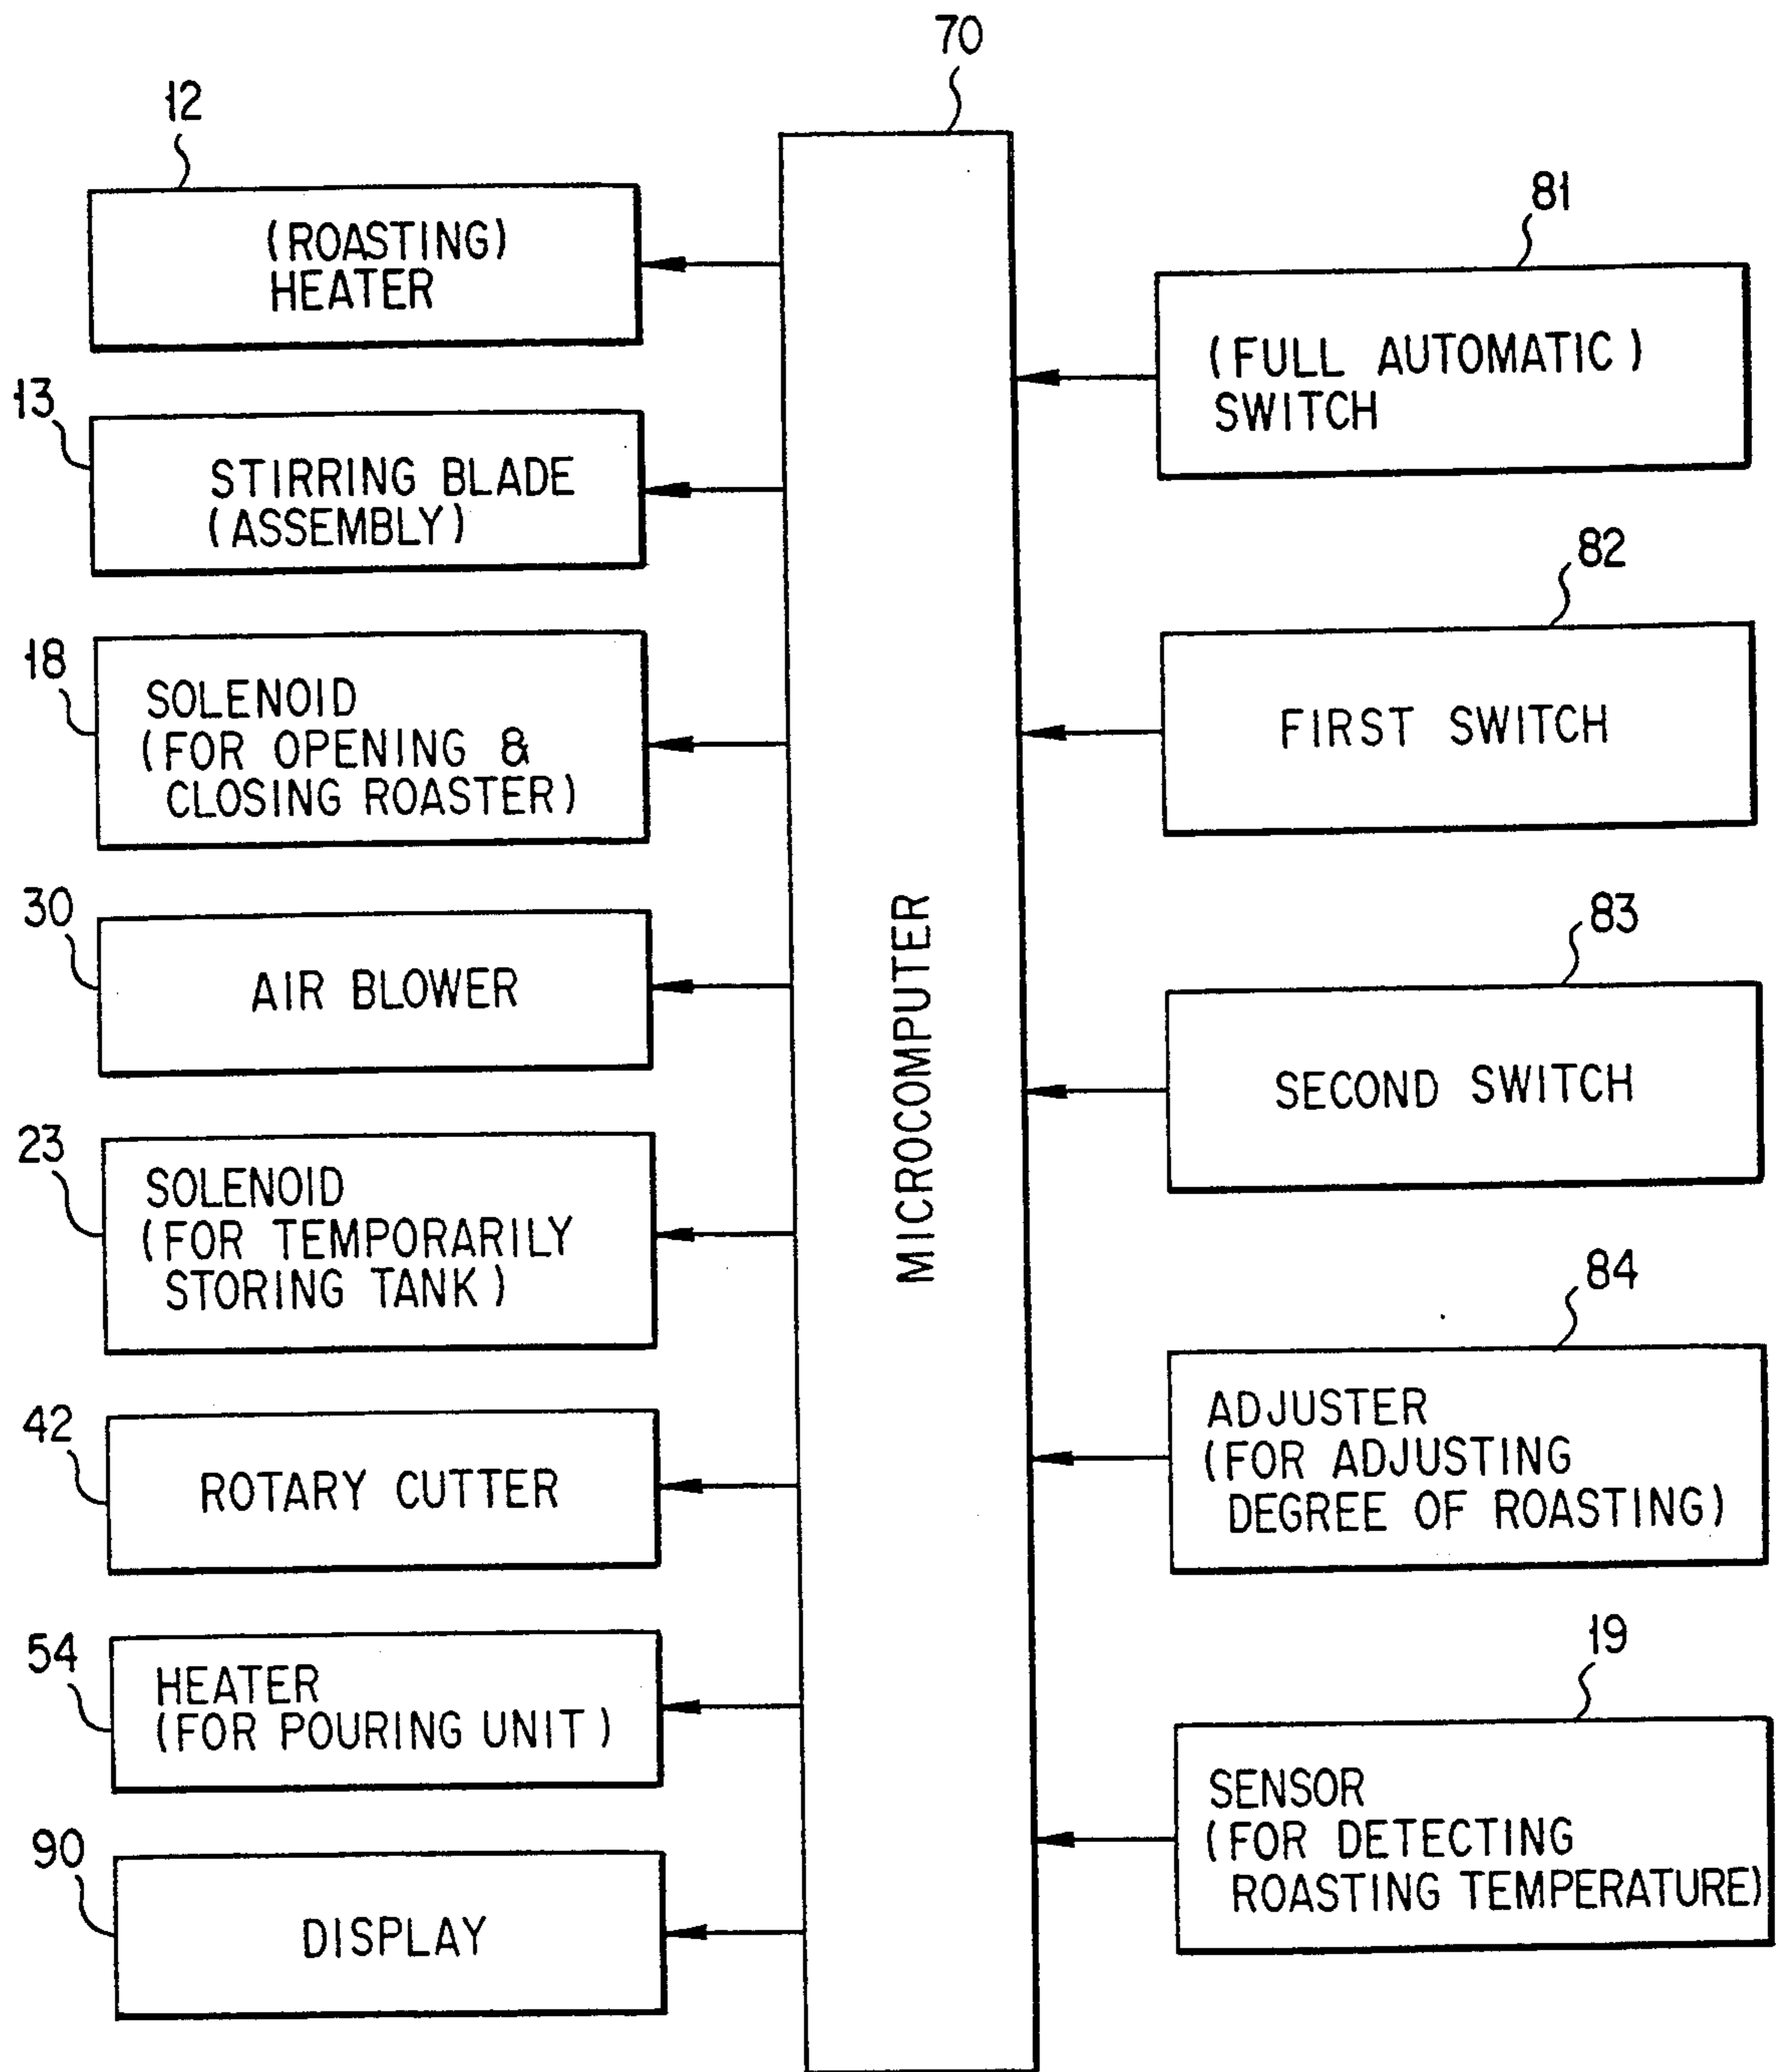 70
12
(ROASTING)
HEATER
13
STIRRING BLADE
(ASSEMBLY)
18
SOLENOID
(FOR OPENING &
CLOSING ROASTER)
30
AIR BLOWER
23
SOLENOID
(FOR TEMPORARILY
STORING TANK)
42
ROTARY CUTTER
54
HEATER
(FOR POURING UNIT)
90
DISPLAY
MICROCOMPUTER
81
(FULL AUTOMATIC)
SWITCH
82
FIRST SWITCH
83
SECOND SWITCH
84
ADJUSTER
(FOR ADJUSTING
DEGREE OF ROASTING)
19
SENSOR
(FOR DETECTING
ROASTING TEMPERATURE)